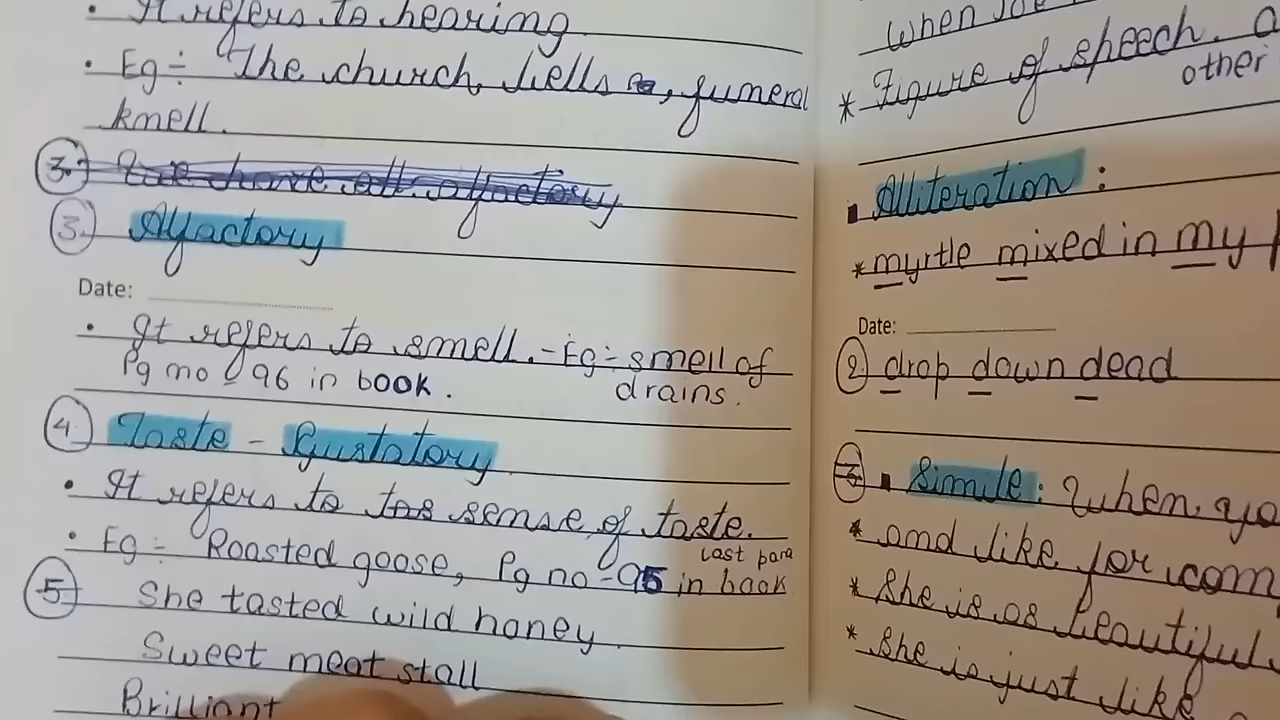 • It refers to hearing
• Eg ÷ The church bells, funeral
knell.
3.
3. Olfactory
Date:
• It refers to smell. - Eg ÷ smell of
Pg no - 96 in book. drains.
4. Taste - Gustatory
• It refers to the sense of taste.
• Eg ÷ Roasted goose, Pg no - 95 in book last para
5 She tasted wild honey
Sweet meat stall
Brilliant
when
* Figure of speech.
other
Alliteration :
* myrtle mixed in my
Date:
2 drop down dead
3 Simile : When yo
* and like for com
* She is as beautiful
* She is just like